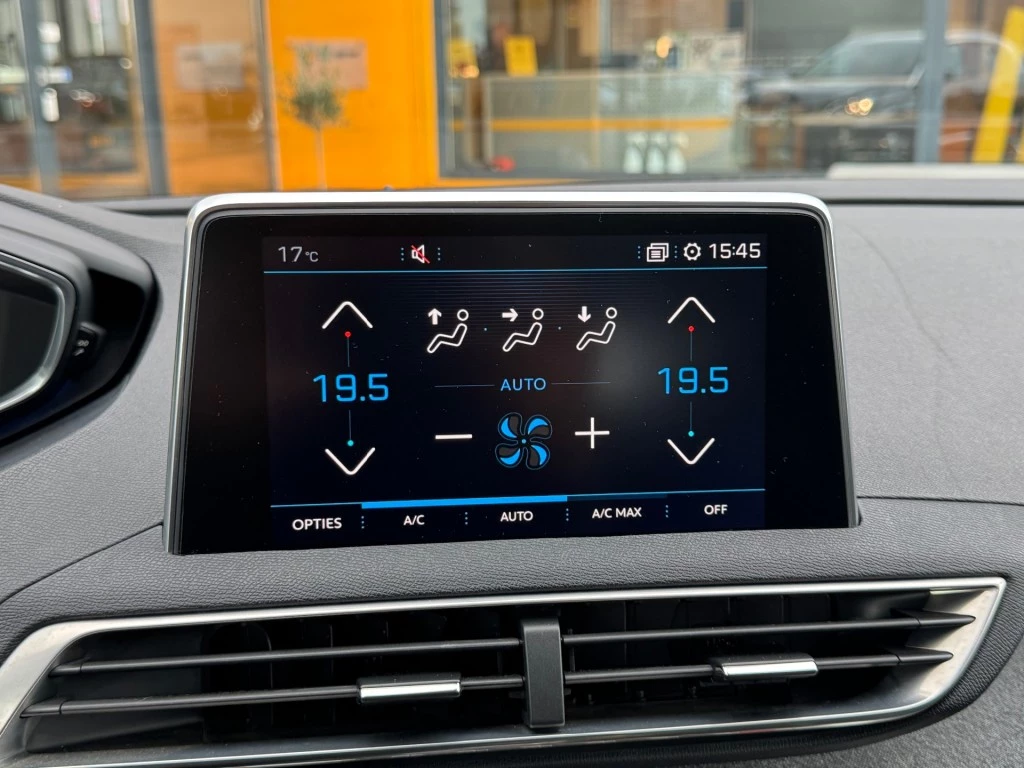 17 °C 15:45
19.5 19.5
AUTO
OPTIES A/C AUTO A/C MAX OFF